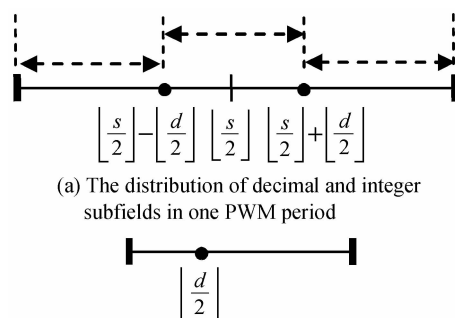 ⌊s/2⌋−⌊d/2⌋ ⌊s/2⌋ ⌊s/2⌋+⌊d/2⌋
(a) The distribution of decimal and integer
subfields in one PWM period
⌊d/2⌋